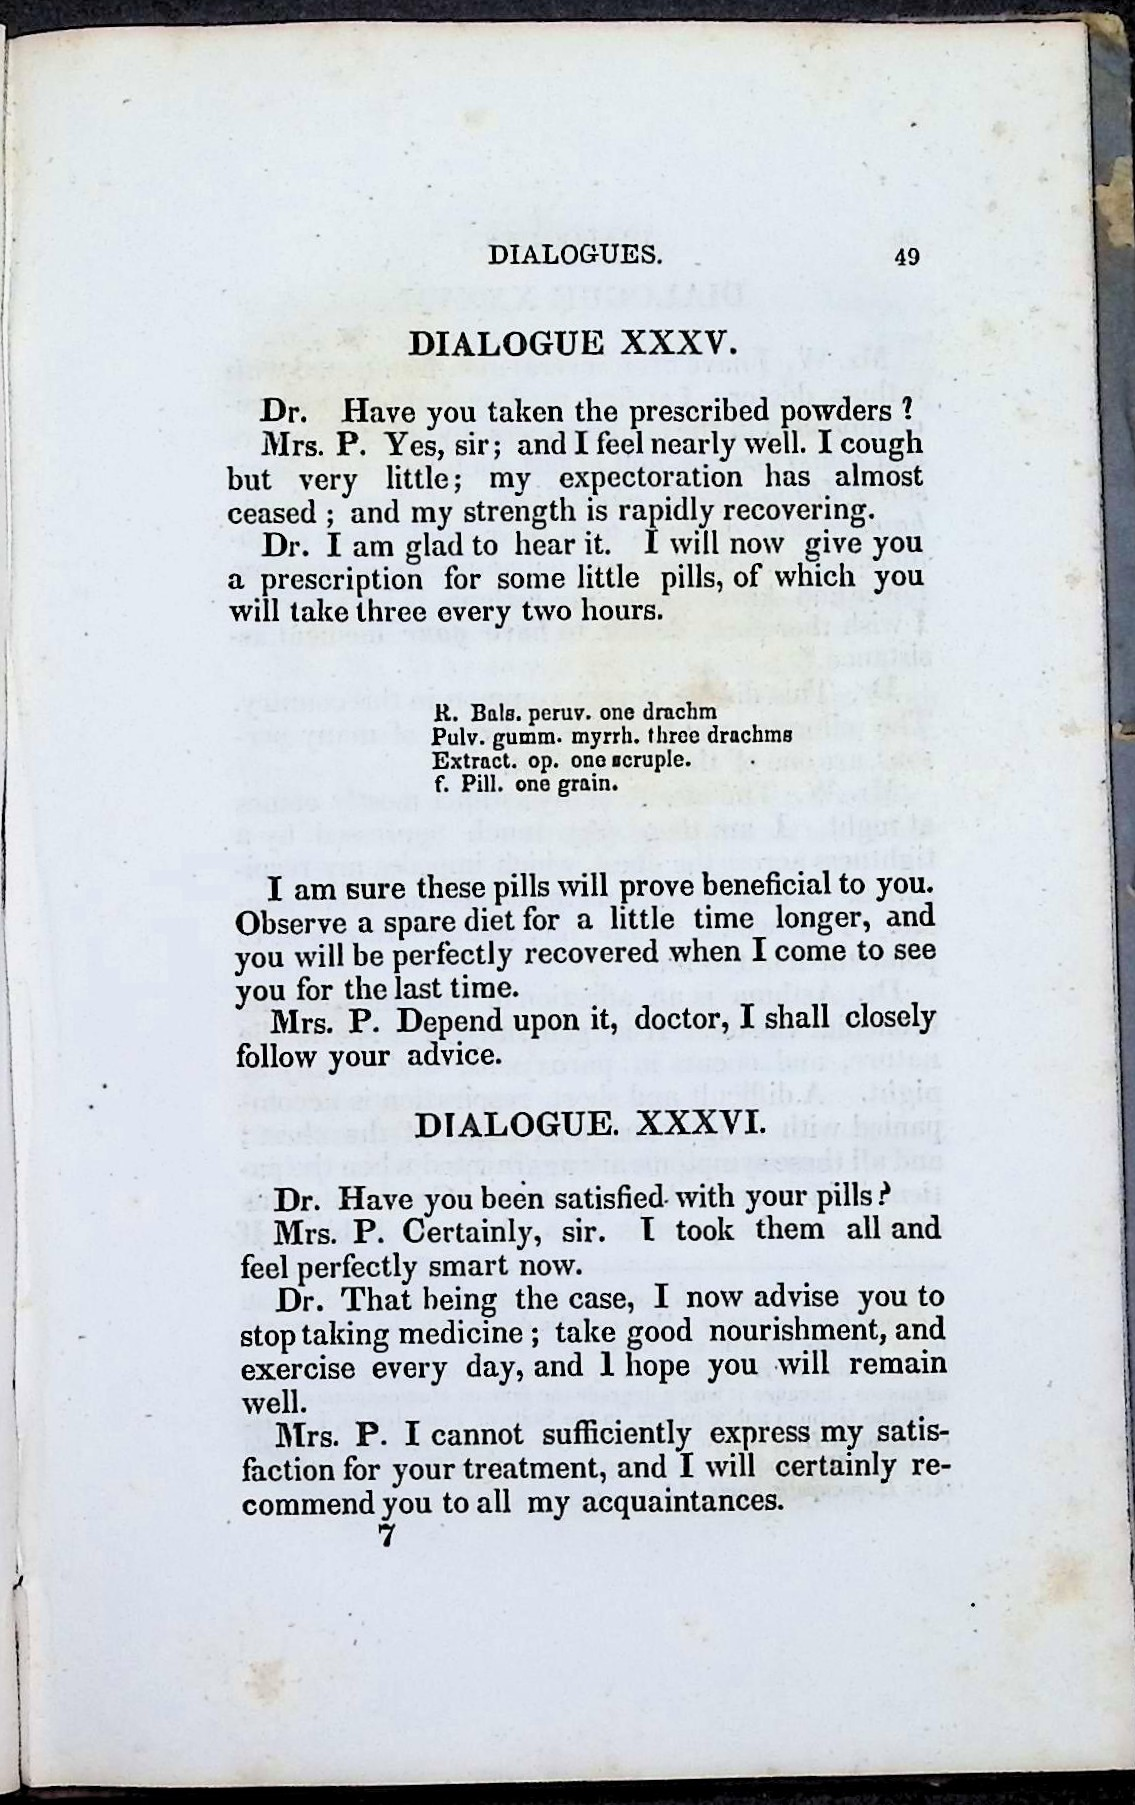 DIALOGUES. 49
DIALOGUE XXXV.
Dr. Have you taken the prescribed powders ?
Mrs. P. Yes, sir; and I feel nearly well. I cough
but very little; my expectoration has almost
ceased ; and my strength is rapidly recovering.
Dr. I am glad to hear it. I will now give you
a prescription for some little pills, of which you
will take three every two hours.
R. Bals. peruv. one drachm
Pulv. gumm. myrrh. three drachms
Extract. op. one scruple.
f. Pill. one grain.
I am sure these pills will prove beneficial to you.
Observe a spare diet for a little time longer, and
you will be perfectly recovered when I come to see
you for the last time.
Mrs. P. Depend upon it, doctor, I shall closely
follow your advice.
DIALOGUE. XXXVI.
Dr. Have you been satisfied with your pills?
Mrs. P. Certainly, sir. I took them all and
feel perfectly smart now.
Dr. That being the case, I now advise you to
stop taking medicine ; take good nourishment, and
exercise every day, and I hope you will remain
well.
Mrs. P. I cannot sufficiently express my satis-
faction for your treatment, and I will certainly re-
commend you to all my acquaintances.
7